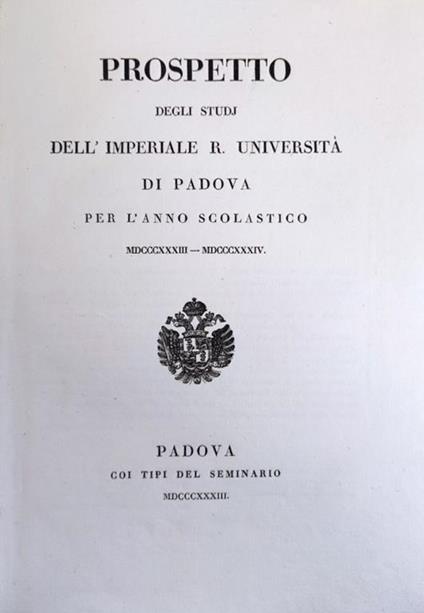 PROSPETTO
DEGLI STUDJ
DELL' IMPERIALE R. UNIVERSITÀ
DI PADOVA
PER L'ANNO SCOLASTICO
MDCCCXXXIII — MDCCCXXXIV.
PADOVA
COI TIPI DEL SEMINARIO
MDCCCXXXIII.